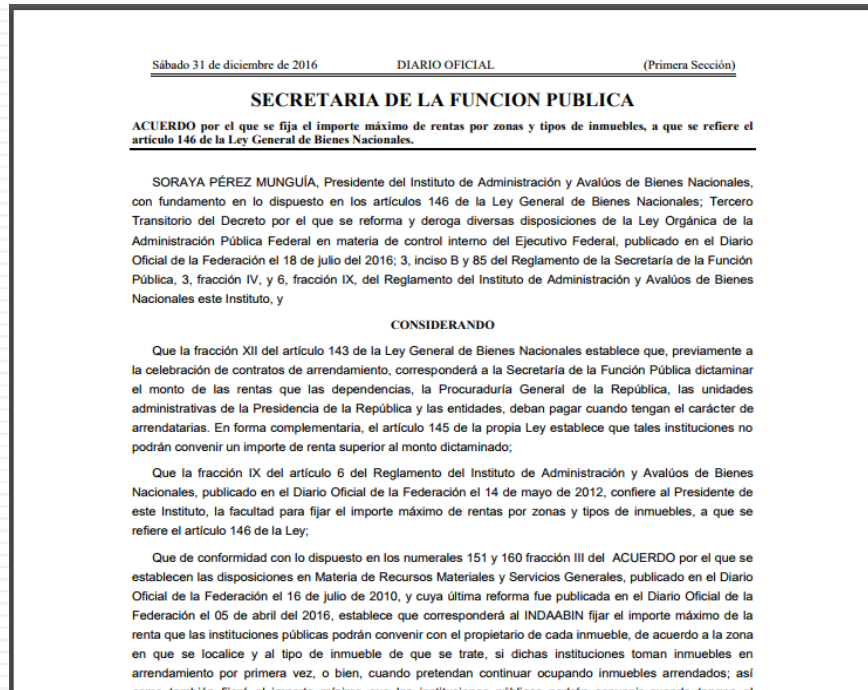 Sábado 31 de diciembre de 2016 DIARIO OFICIAL (Primera Sección)
SECRETARIA DE LA FUNCION PUBLICA
ACUERDO por el que se fija el importe máximo de rentas por zonas y tipos de inmuebles, a que se refiere el
artículo 146 de la Ley General de Bienes Nacionales.
SORAYA PÉREZ MUNGUÍA, Presidente del Instituto de Administración y Avalúos de Bienes Nacionales,
con fundamento en lo dispuesto en los artículos 146 de la Ley General de Bienes Nacionales; Tercero
Transitorio del Decreto por el que se reforma y deroga diversas disposiciones de la Ley Orgánica de la
Administración Pública Federal en materia de control interno del Ejecutivo Federal, publicado en el Diario
Oficial de la Federación el 18 de julio del 2016; 3, inciso B y 85 del Reglamento de la Secretaría de la Función
Pública, 3, fracción IV, y 6, fracción IX, del Reglamento del Instituto de Administración y Avalúos de Bienes
Nacionales este Instituto, y
CONSIDERANDO
Que la fracción XII del artículo 143 de la Ley General de Bienes Nacionales establece que, previamente a
la celebración de contratos de arrendamiento, corresponderá a la Secretaría de la Función Pública dictaminar
el monto de las rentas que las dependencias, la Procuraduría General de la República, las unidades
administrativas de la Presidencia de la República y las entidades, deban pagar cuando tengan el carácter de
arrendatarias. En forma complementaria, el artículo 145 de la propia Ley establece que tales instituciones no
podrán convenir un importe de renta superior al monto dictaminado;
Que la fracción IX del artículo 6 del Reglamento del Instituto de Administración y Avalúos de Bienes
Nacionales, publicado en el Diario Oficial de la Federación el 14 de mayo de 2012, confiere al Presidente de
este Instituto, la facultad para fijar el importe máximo de rentas por zonas y tipos de inmuebles, a que se
refiere el artículo 146 de la Ley;
Que de conformidad con lo dispuesto en los numerales 151 y 160 fracción III del ACUERDO por el que se
establecen las disposiciones en Materia de Recursos Materiales y Servicios Generales, publicado en el Diario
Oficial de la Federación el 16 de julio de 2010, y cuya última reforma fue publicada en el Diario Oficial de la
Federación el 05 de abril del 2016, establece que corresponderá al INDAABIN fijar el importe máximo de la
renta que las instituciones públicas podrán convenir con el propietario de cada inmueble, de acuerdo a la zona
en que se localice y al tipo de inmueble de que se trate, si dichas instituciones toman inmuebles en
arrendamiento por primera vez, o bien, cuando pretendan continuar ocupando inmuebles arrendados; así